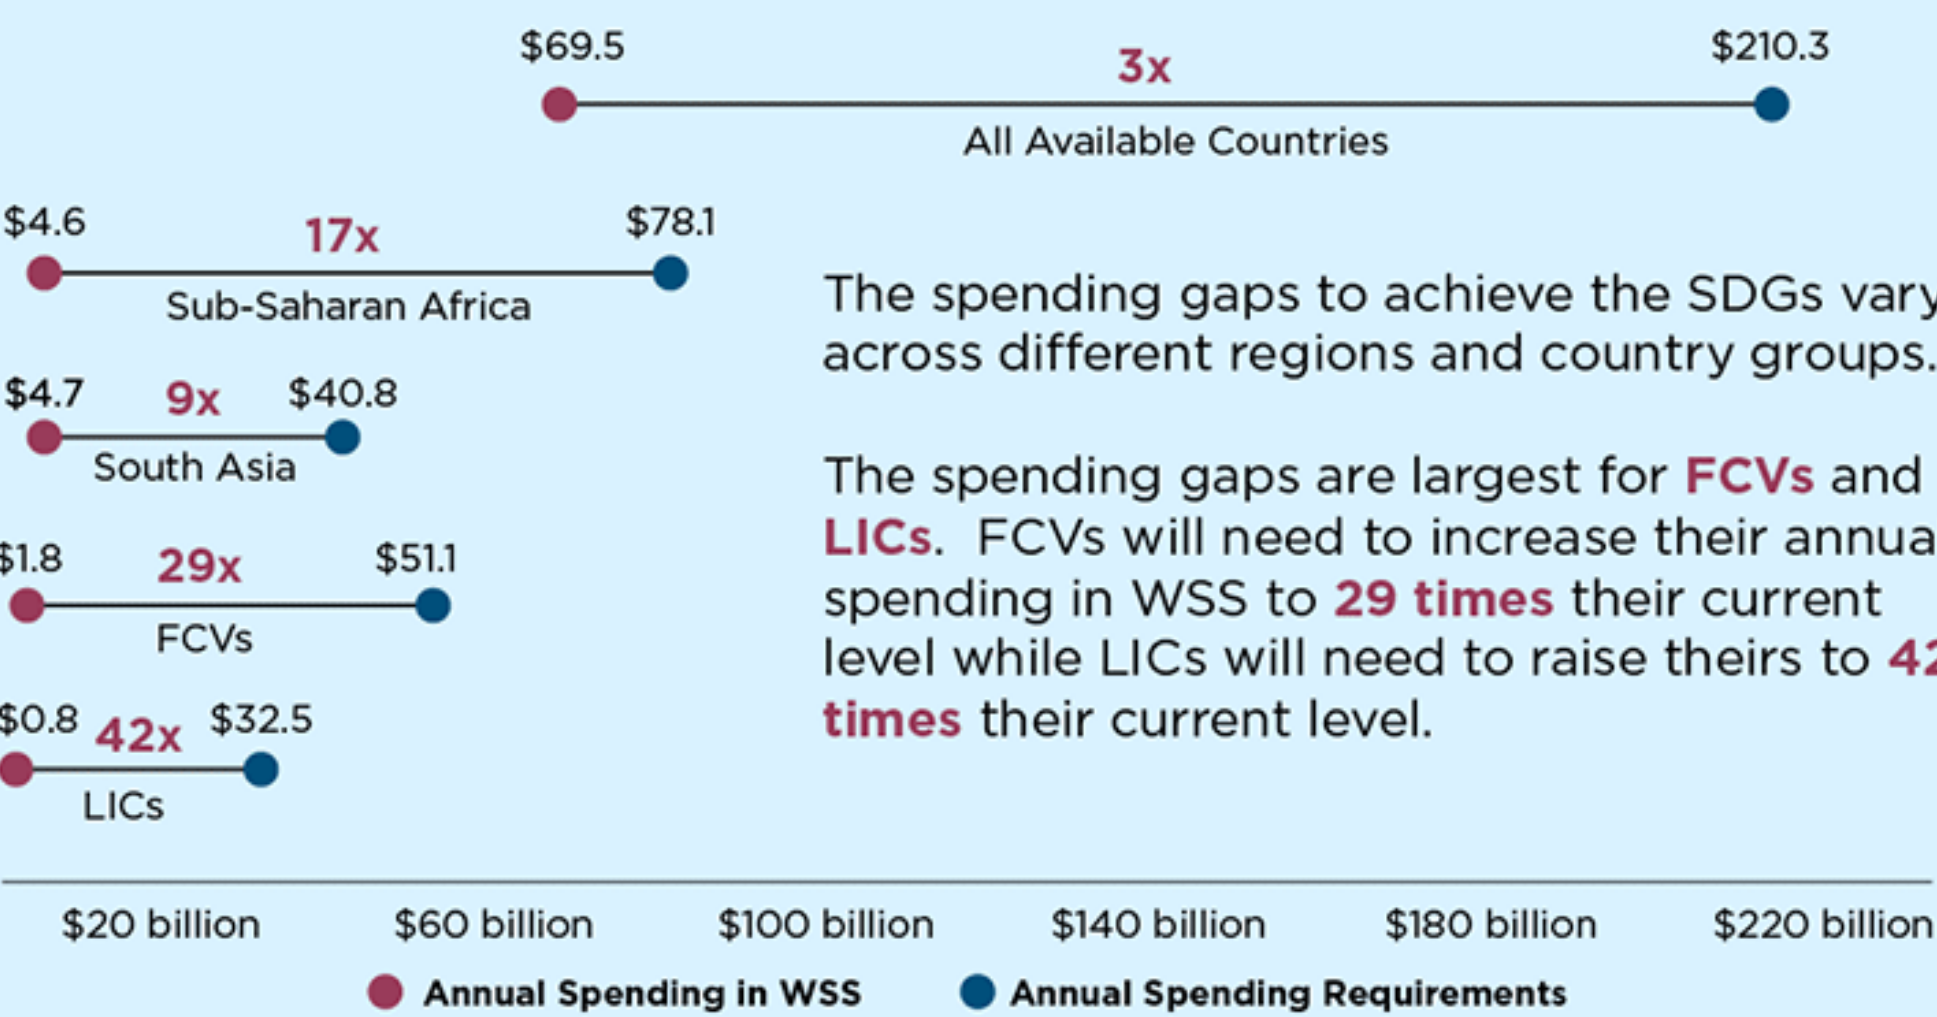 $69.5
3x
$210.3
All Available Countries
$4.6
17x
$78.1
Sub-Saharan Africa
$4.7
9x
$40.8
South Asia
$1.8
29x
$51.1
FCVs
$0.8
42x
$32.5
LICs
The spending gaps to achieve the SDGs vary
across different regions and country groups.
The spending gaps are largest for FCVs and
LICs. FCVs will need to increase their annua
spending in WSS to 29 times their current
level while LICs will need to raise theirs to 42
times their current level.
$20 billion $60 billion $100 billion $140 billion $180 billion $220 billion
Annual Spending in WSS Annual Spending Requirements